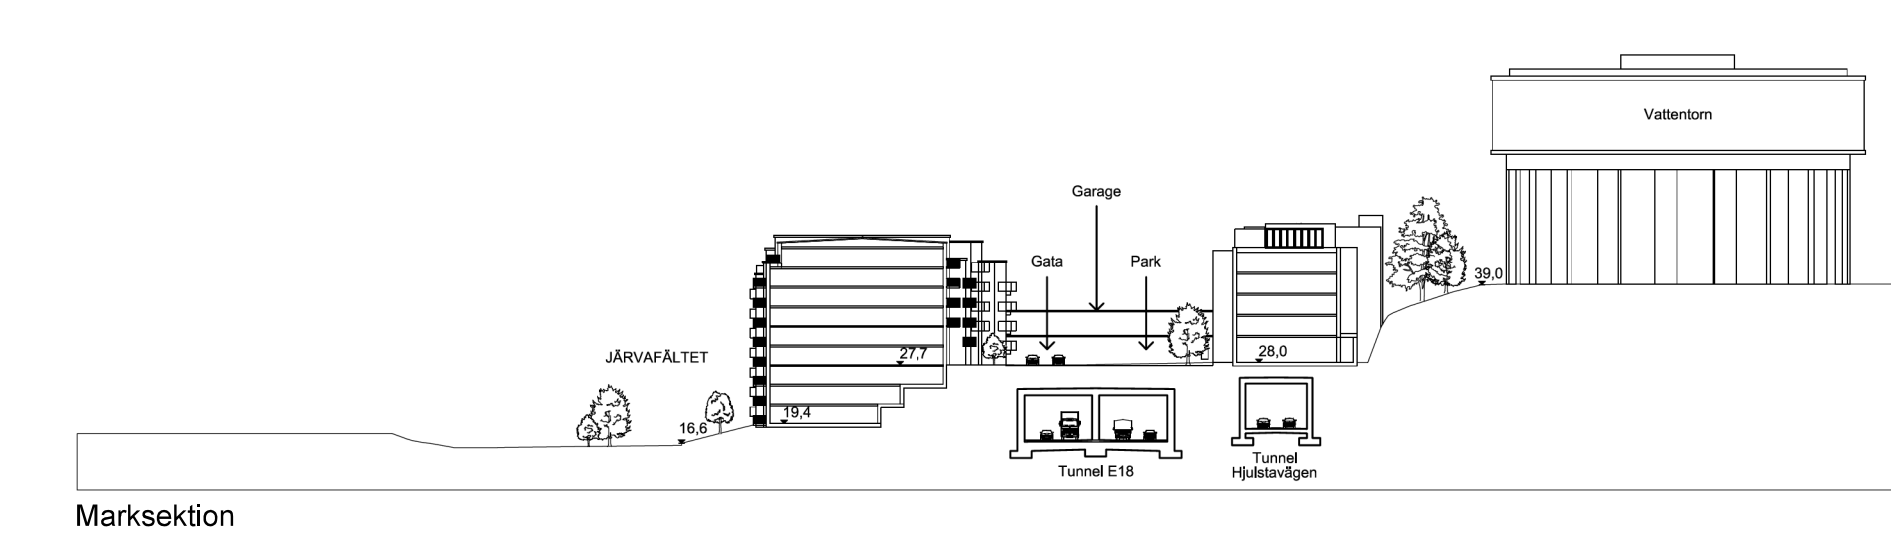 Vattentorn
Garage
Gata
Park
39,0
JÄRVAFÄLTET
27,7
28,0
19,4
16,6
Tunnel E18
Tunnel
Hjulstavägen
Marksektion